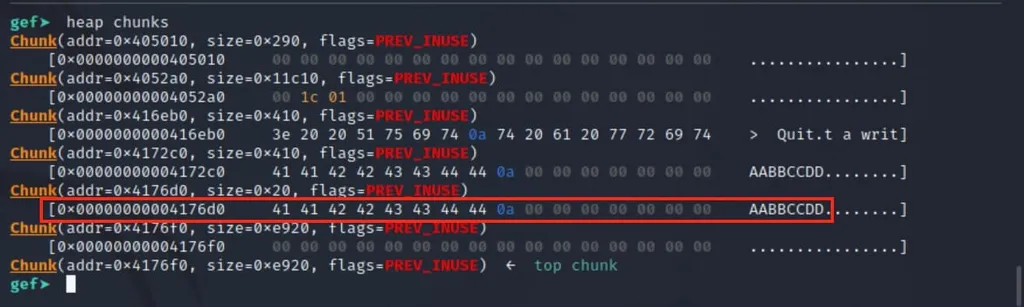 gef➤  heap chunks
Chunk(addr=0×405010, size=0×290, flags=PREV_INUSE)
[0×0000000000405010     00 00 00 00 00 00 00 00 00 00 00 00 00 00 00 00    ................]
Chunk(addr=0×4052a0, size=0×11c10, flags=PREV_INUSE)
[0×00000000004052a0     00 1c 01 00 00 00 00 00 00 00 00 00 00 00 00 00    ................]
Chunk(addr=0×416eb0, size=0×410, flags=PREV_INUSE)
[0×0000000000416eb0     3e 20 20 51 75 69 74 0a 74 20 61 20 77 72 69 74    >  Quit.t a writ]
Chunk(addr=0×4172c0, size=0×410, flags=PREV_INUSE)
[0×00000000004172c0     41 41 42 42 43 43 44 44 0a 00 00 00 00 00 00 00    AABBCCDD........]
Chunk(addr=0×4176d0, size=0×20, flags=PREV_INUSE)
[0×00000000004176d0     41 41 42 42 43 43 44 44 0a 00 00 00 00 00 00 00    AABBCCDD........]
Chunk(addr=0×4176f0, size=0×e920, flags=PREV_INUSE)
[0×00000000004176f0     00 00 00 00 00 00 00 00 00 00 00 00 00 00 00 00    ................]
Chunk(addr=0×4176f0, size=0×e920, flags=PREV_INUSE)  ←  top chunk
gef➤